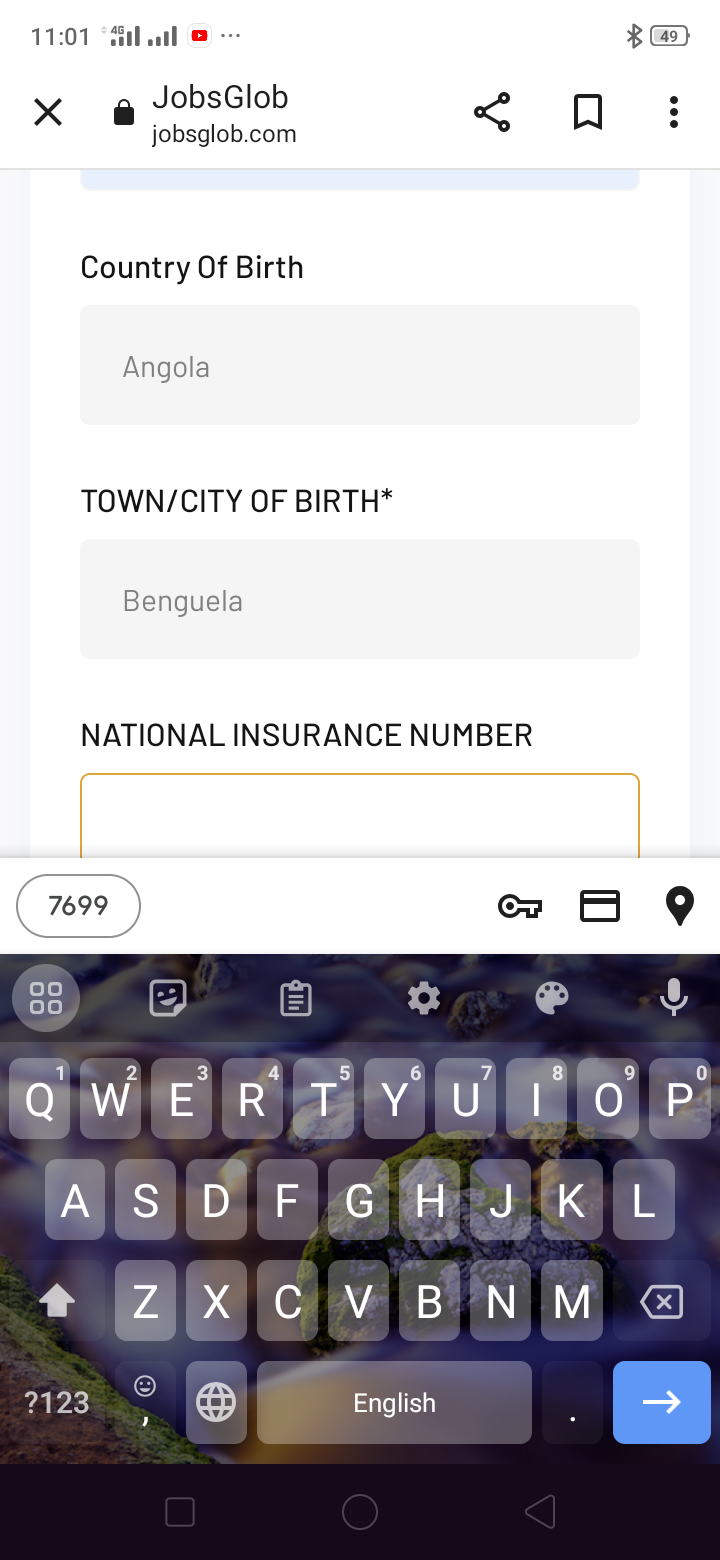 11:01 4G 49
JobsGlob
jobsglob.com
Country Of Birth
Angola
TOWN/CITY OF BIRTH*
Benguela
NATIONAL INSURANCE NUMBER
7699
1 2 3 4 5 6 7 8 9 0
Q W E R T Y U I O P
A S D F G H J K L
Z X C V B N M
?123 , English .